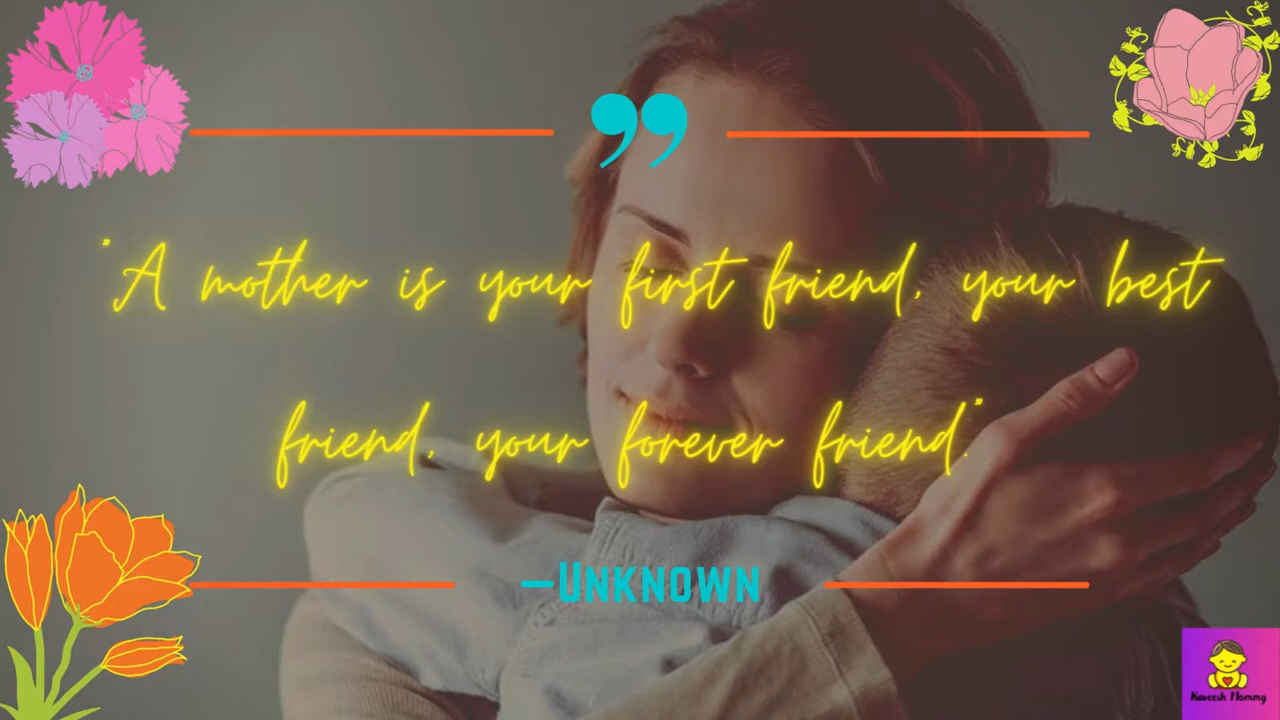 ❞
"A mother is your first friend, your best
friend, your forever friend."
—UNKNOWN
Kaveesh Mommy